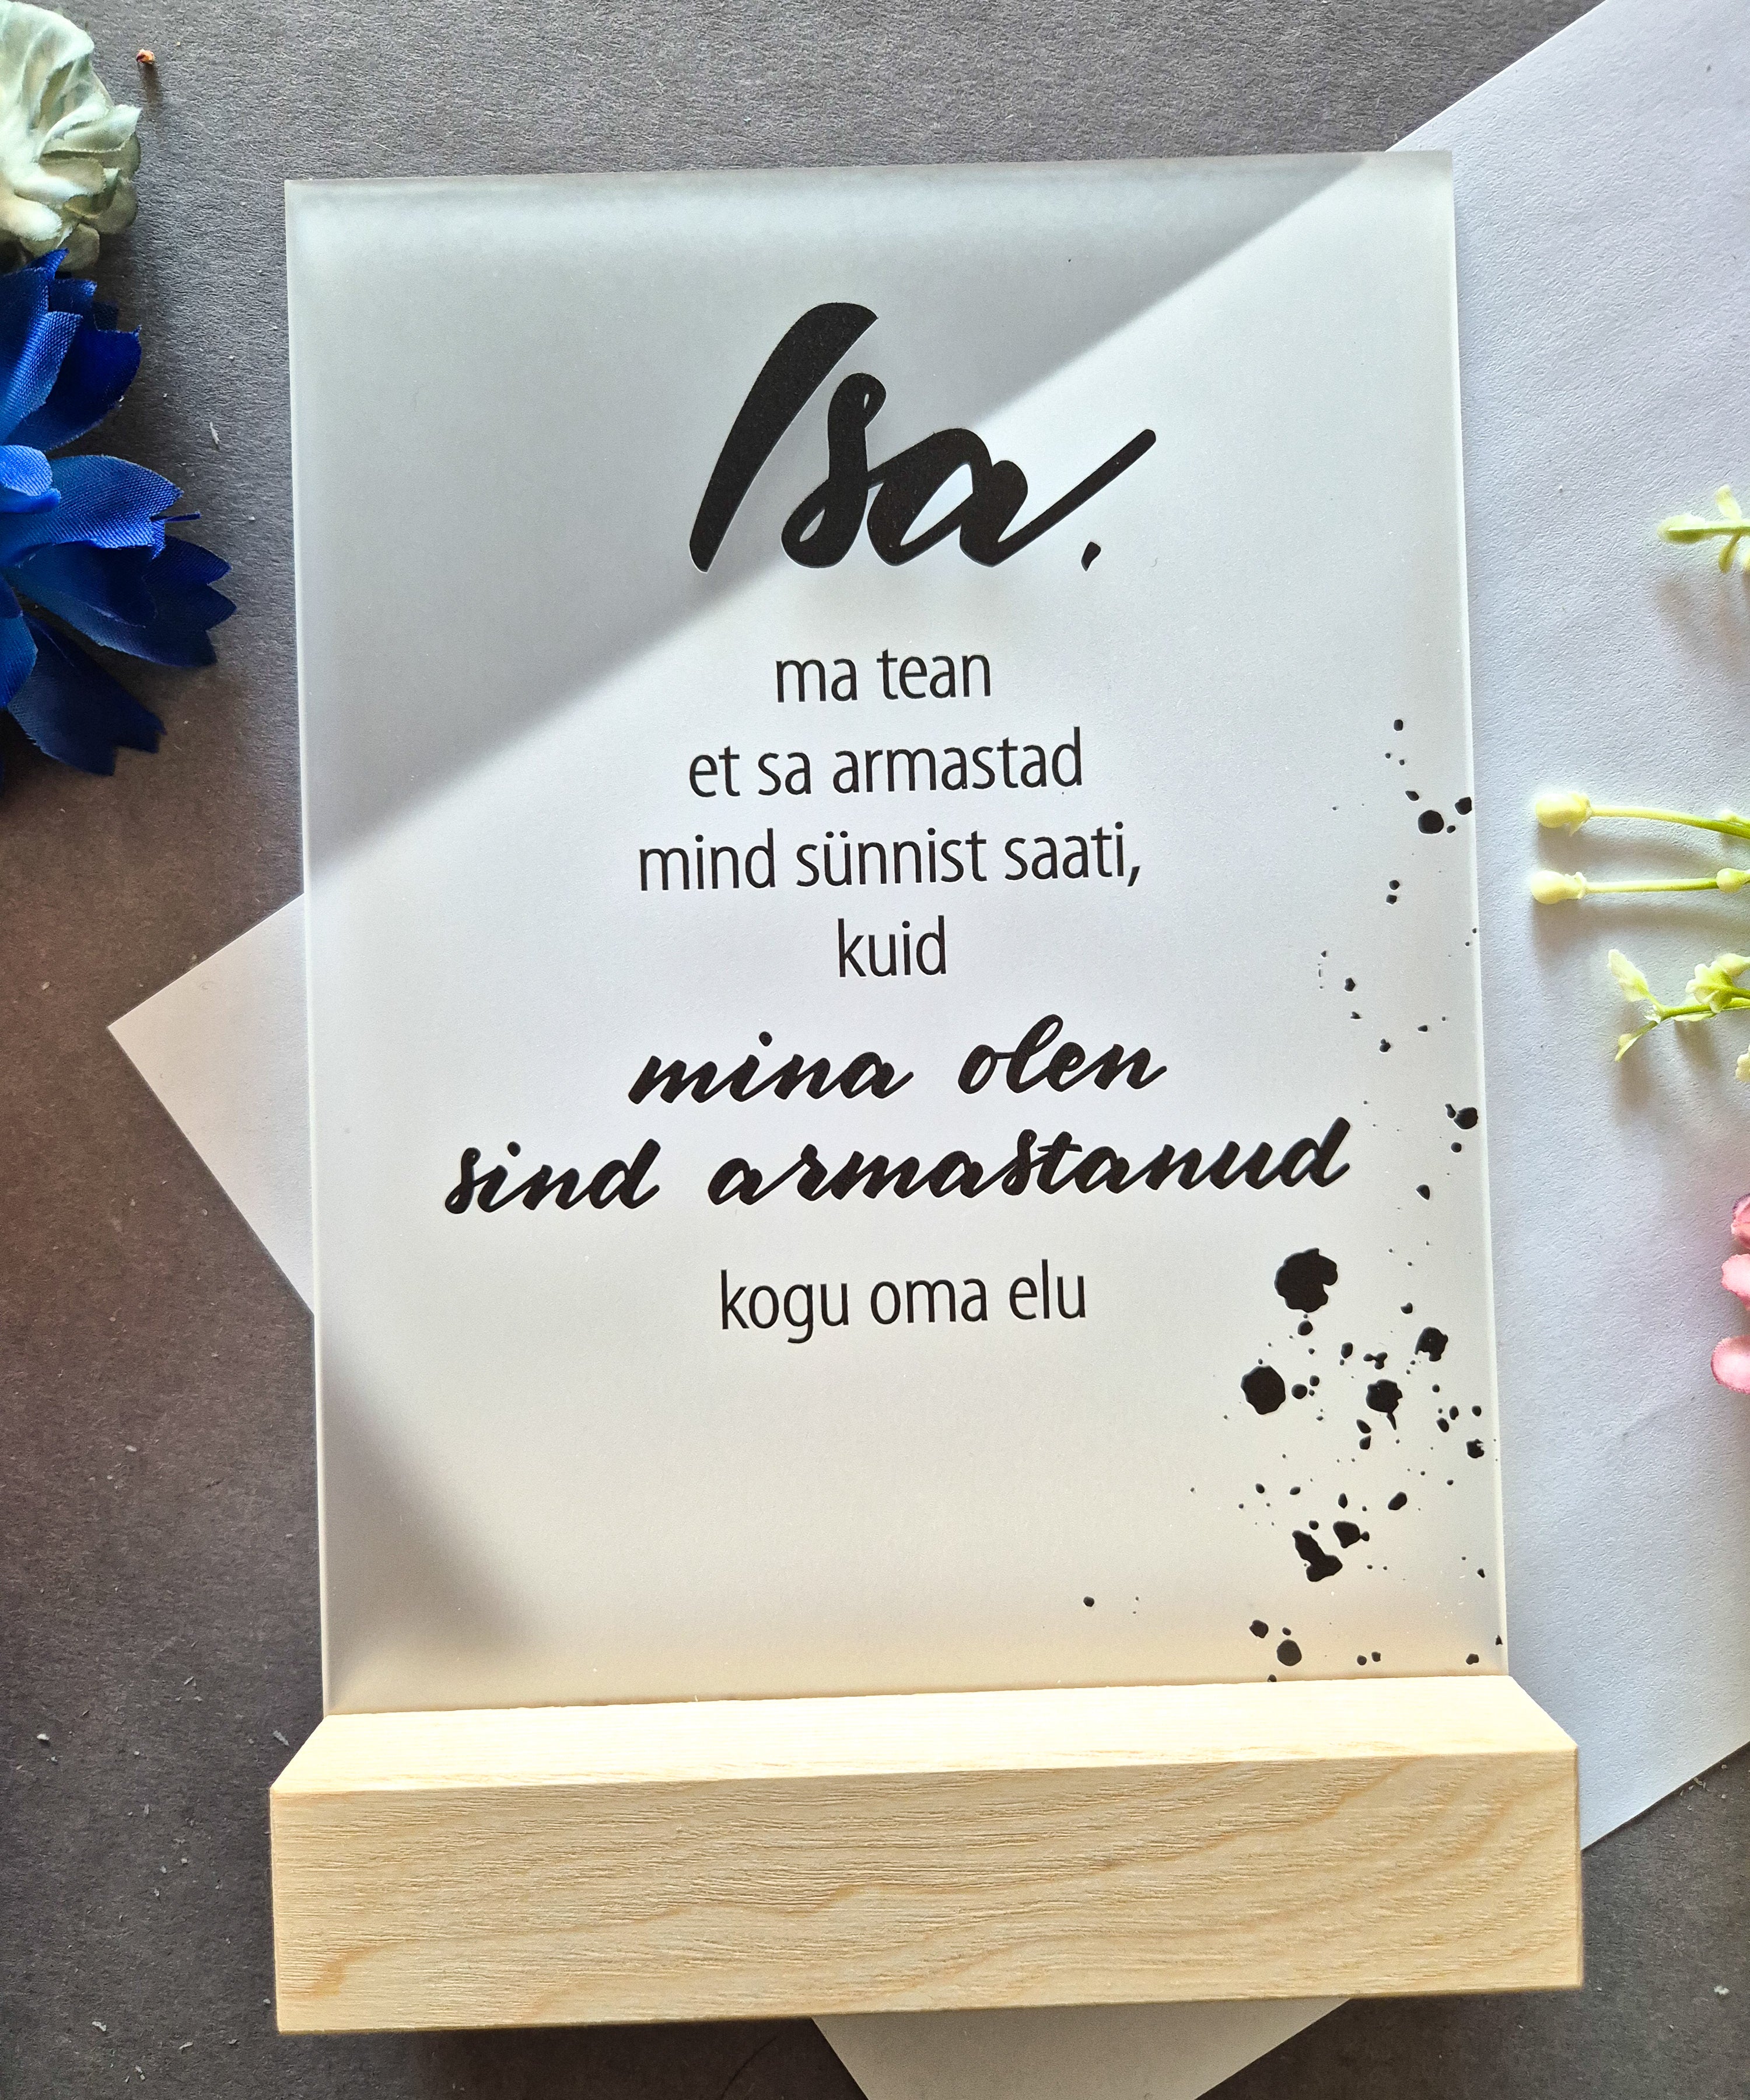 Isa,
ma tean
et sa armastad
mind sünnist saati,
kuid
mina olen
sind armastanud
kogu oma elu